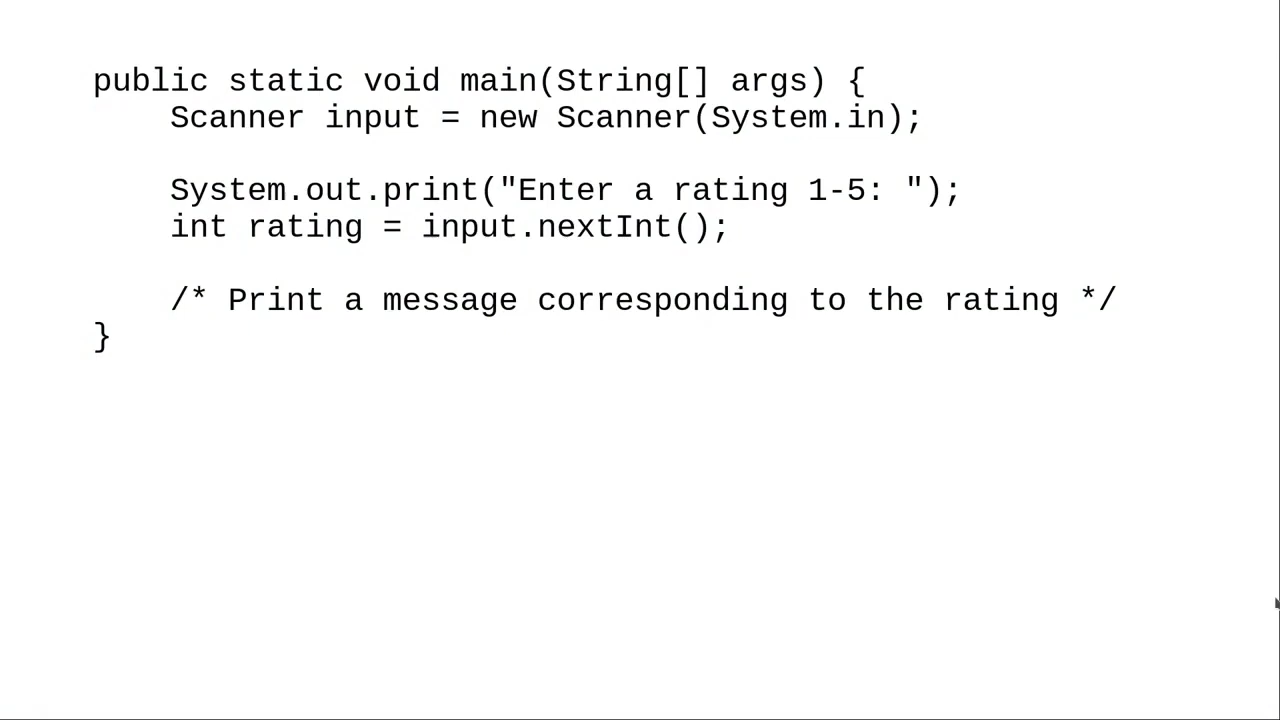 public static void main(String[] args) {
    Scanner input = new Scanner(System.in);
    System.out.print("Enter a rating 1-5: ");
    int rating = input.nextInt();
    /* Print a message corresponding to the rating */
}